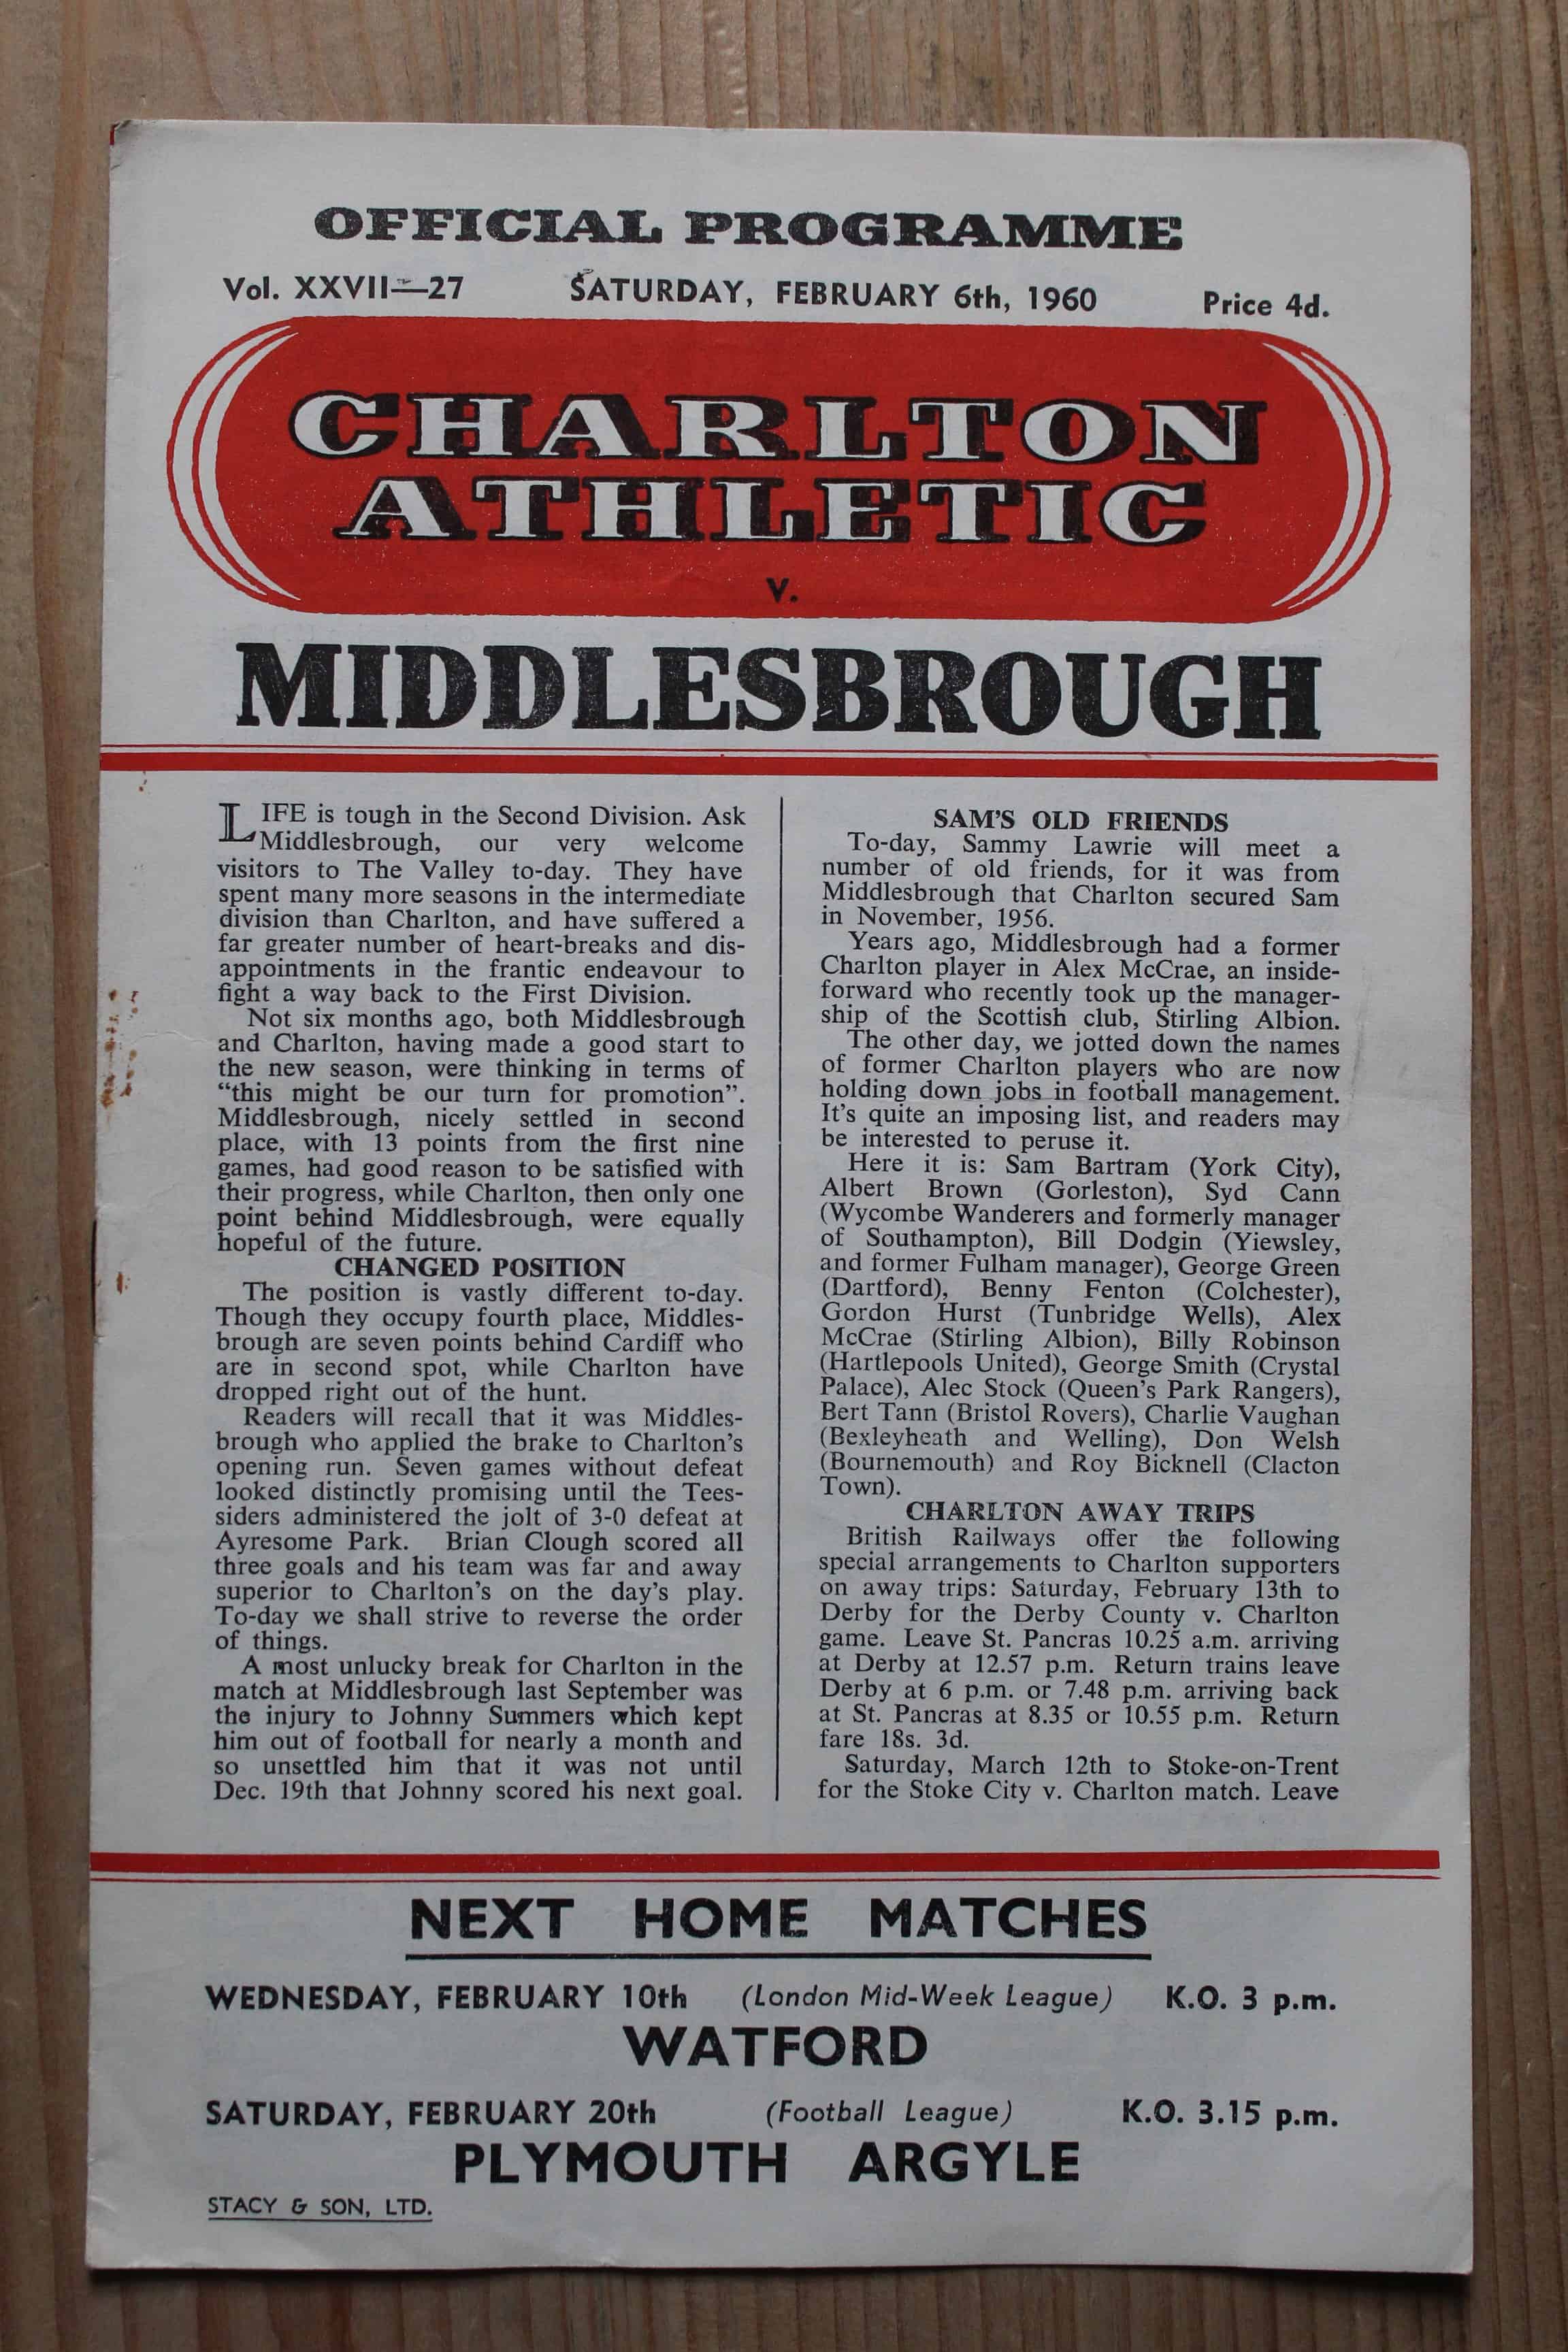 OFFICIAL PROGRAMME
Vol. XXVII—27 SATURDAY, FEBRUARY 6th, 1960 Price 4d.
CHARLTON
ATHLETIC
v.
MIDDLESBROUGH
LIFE is tough in the Second Division. Ask
Middlesbrough, our very welcome
visitors to The Valley to-day. They have
spent many more seasons in the intermediate
division than Charlton, and have suffered a
far greater number of heart-breaks and dis-
appointments in the frantic endeavour to
fight a way back to the First Division.
Not six months ago, both Middlesbrough
and Charlton, having made a good start to
the new season, were thinking in terms of
“this might be our turn for promotion”.
Middlesbrough, nicely settled in second
place, with 13 points from the first nine
games, had good reason to be satisfied with
their progress, while Charlton, then only one
point behind Middlesbrough, were equally
hopeful of the future.
CHANGED POSITION
The position is vastly different to-day.
Though they occupy fourth place, Middles-
brough are seven points behind Cardiff who
are in second spot, while Charlton have
dropped right out of the hunt.
Readers will recall that it was Middles-
brough who applied the brake to Charlton’s
opening run. Seven games without defeat
looked distinctly promising until the Tees-
siders administered the jolt of 3-0 defeat at
Ayresome Park. Brian Clough scored all
three goals and his team was far and away
superior to Charlton’s on the day’s play.
To-day we shall strive to reverse the order
of things.
A most unlucky break for Charlton in the
match at Middlesbrough last September was
the injury to Johnny Summers which kept
him out of football for nearly a month and
so unsettled him that it was not until
Dec. 19th that Johnny scored his next goal.
SAM’S OLD FRIENDS
To-day, Sammy Lawrie will meet a
number of old friends, for it was from
Middlesbrough that Charlton secured Sam
in November, 1956.
Years ago, Middlesbrough had a former
Charlton player in Alex McCrae, an inside-
forward who recently took up the manager-
ship of the Scottish club, Stirling Albion.
The other day, we jotted down the names
of former Charlton players who are now
holding down jobs in football management.
It’s quite an imposing list, and readers may
be interested to peruse it.
Here it is: Sam Bartram (York City),
Albert Brown (Gorleston), Syd Cann
(Wycombe Wanderers and formerly manager
of Southampton), Bill Dodgin (Yiewsley,
and former Fulham manager), George Green
(Dartford), Benny Fenton (Colchester),
Gordon Hurst (Tunbridge Wells), Alex
McCrae (Stirling Albion), Billy Robinson
(Hartlepools United), George Smith (Crystal
Palace), Alec Stock (Queen’s Park Rangers),
Bert Tann (Bristol Rovers), Charlie Vaughan
(Bexleyheath and Welling), Don Welsh
(Bournemouth) and Roy Bicknell (Clacton
Town).
CHARLTON AWAY TRIPS
British Railways offer the following
special arrangements to Charlton supporters
on away trips: Saturday, February 13th to
Derby for the Derby County v. Charlton
game. Leave St. Pancras 10.25 a.m. arriving
at Derby at 12.57 p.m. Return trains leave
Derby at 6 p.m. or 7.48 p.m. arriving back
at St. Pancras at 8.35 or 10.55 p.m. Return
fare 18s. 3d.
Saturday, March 12th to Stoke-on-Trent
for the Stoke City v. Charlton match. Leave
NEXT HOME MATCHES
WEDNESDAY, FEBRUARY 10th (London Mid-Week League) K.O. 3 p.m.
WATFORD
SATURDAY, FEBRUARY 20th (Football League) K.O. 3.15 p.m.
PLYMOUTH ARGYLE
STACY & SON, LTD.